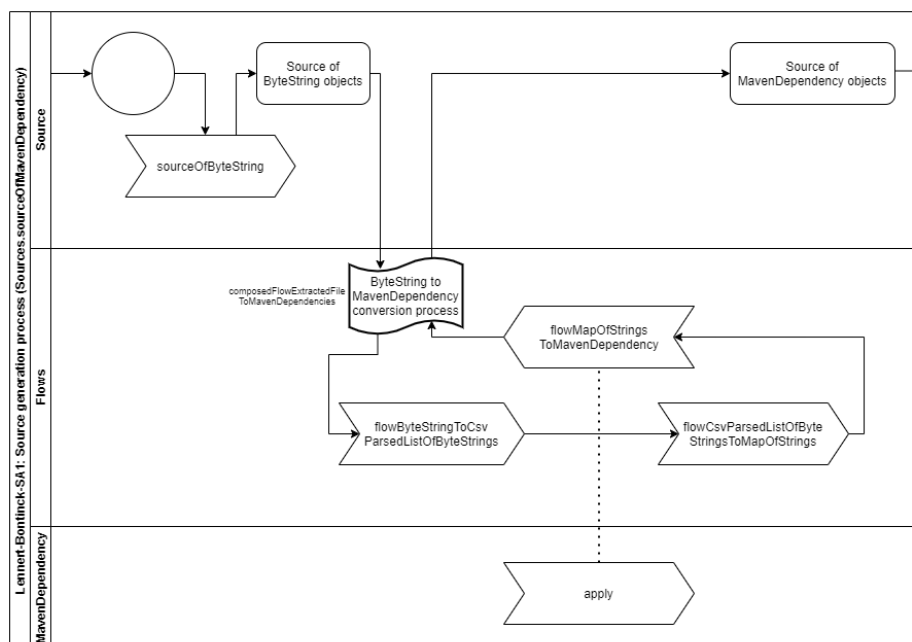 Lennert-Bontinck-SA1: Source generation process (Sources.sourceOfMavenDependency)
Source
Source of
ByteString objects
Source of
MavenDependency objects
sourceOfByteString
Flows
composedFlowExtractedFile
ToMavenDependencies
ByteString to
MavenDependency
conversion process
flowMapOfStrings
ToMavenDependency
flowByteStringToCsv
ParsedListOfByteStrings
flowCsvParsedListOfByte
StringsToMapOfStrings
MavenDependency
apply